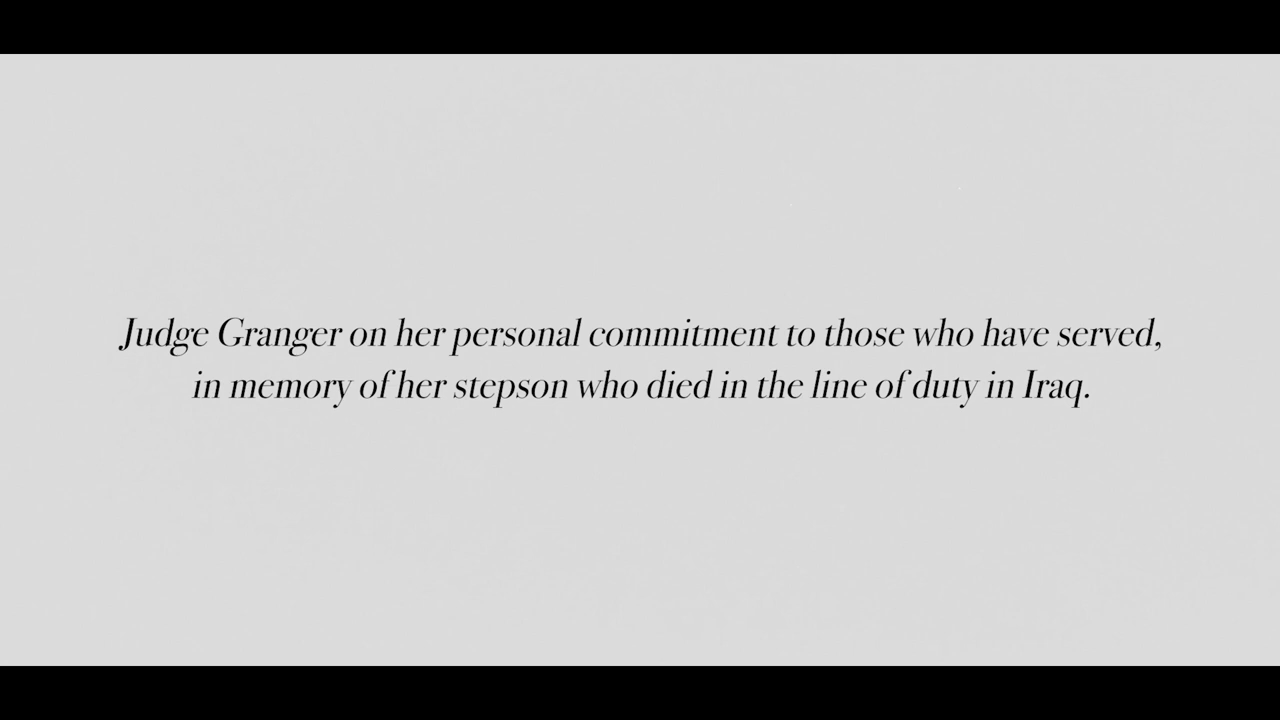 Judge Granger on her personal commitment to those who have served,
in memory of her stepson who died in the line of duty in Iraq.